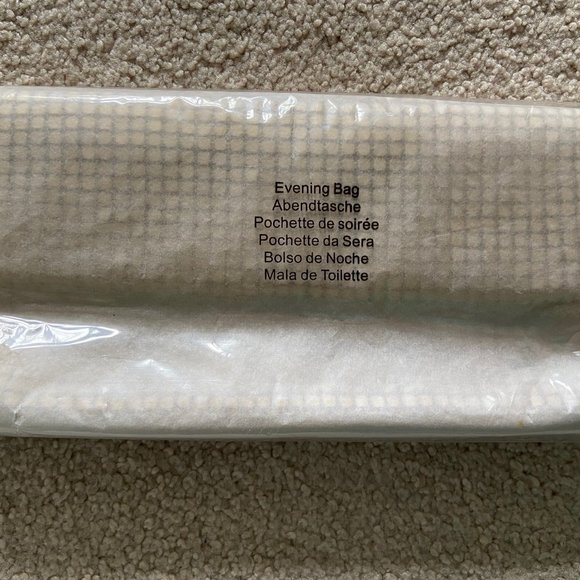 Evening Bag
Abendtasche
Pochette de soirée
Pochette da Sera
Bolso de Noche
Mala de Toilette